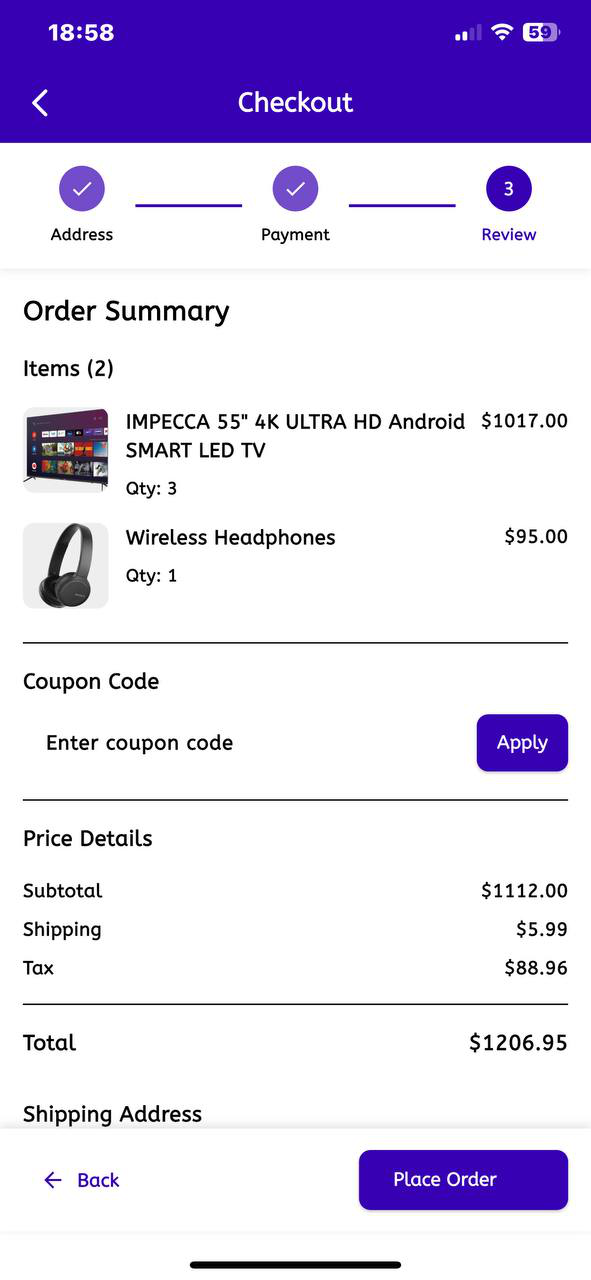 18:58
59
Checkout
3
Address
Payment
Review
Order Summary
Items (2)
IMPECCA 55" 4K ULTRA HD Android $1017.00
SMART LED TV
Qty: 3
Wireless Headphones $95.00
Qty: 1
Coupon Code
Enter coupon code
Apply
Price Details
Subtotal $1112.00
Shipping $5.99
Tax $88.96
Total $1206.95
Shipping Address
Back
Place Order